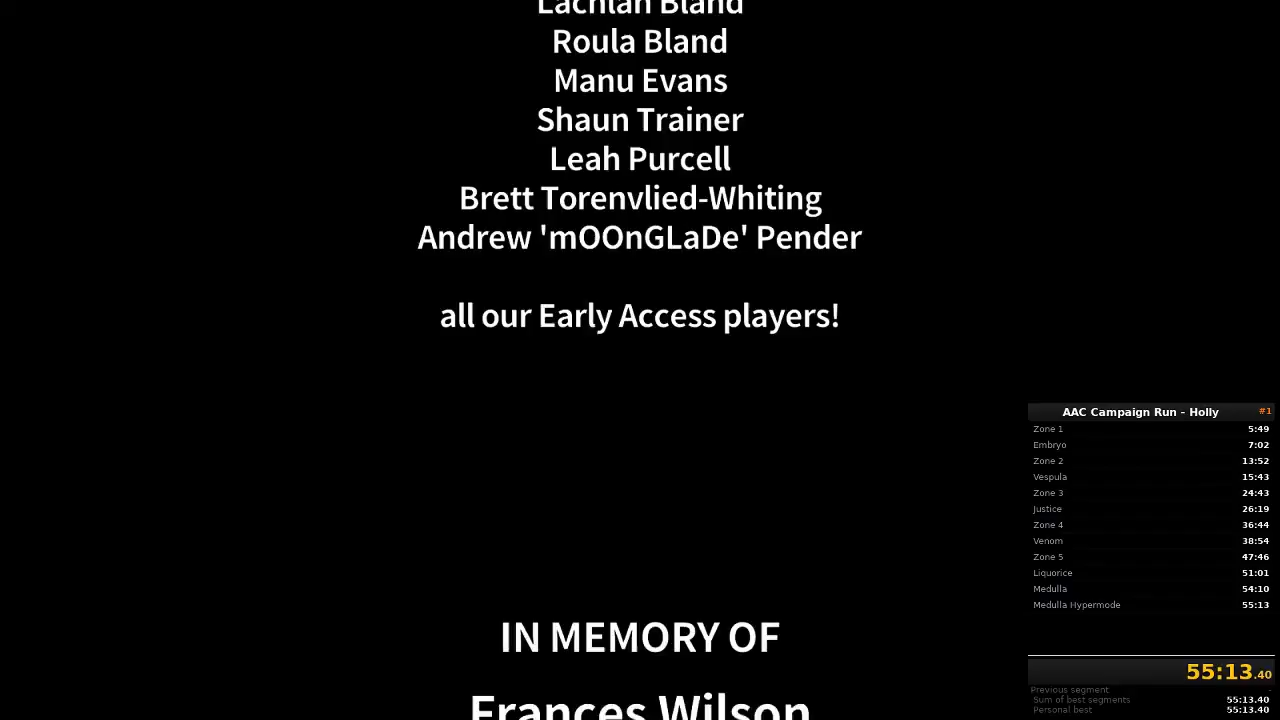 Lachlan Bland
Roula Bland
Manu Evans
Shaun Trainer
Leah Purcell
Brett Torenvlied-Whiting
Andrew 'mOOnGLaDe' Pender
all our Early Access players!
IN MEMORY OF
Frances Wilson
AAC Campaign Run - Holly #1
Zone 1 5:49
Embryo 7:02
Zone 2 13:52
Vespula 15:43
Zone 3 24:43
Justice 26:19
Zone 4 36:44
Venom 38:54
Zone 5 47:46
Liquorice 51:01
Medulla 54:10
Medulla Hypermode 55:13
55:13.40
Previous segment -
Sum of best segments 55:13.40
Personal best 55:13.40